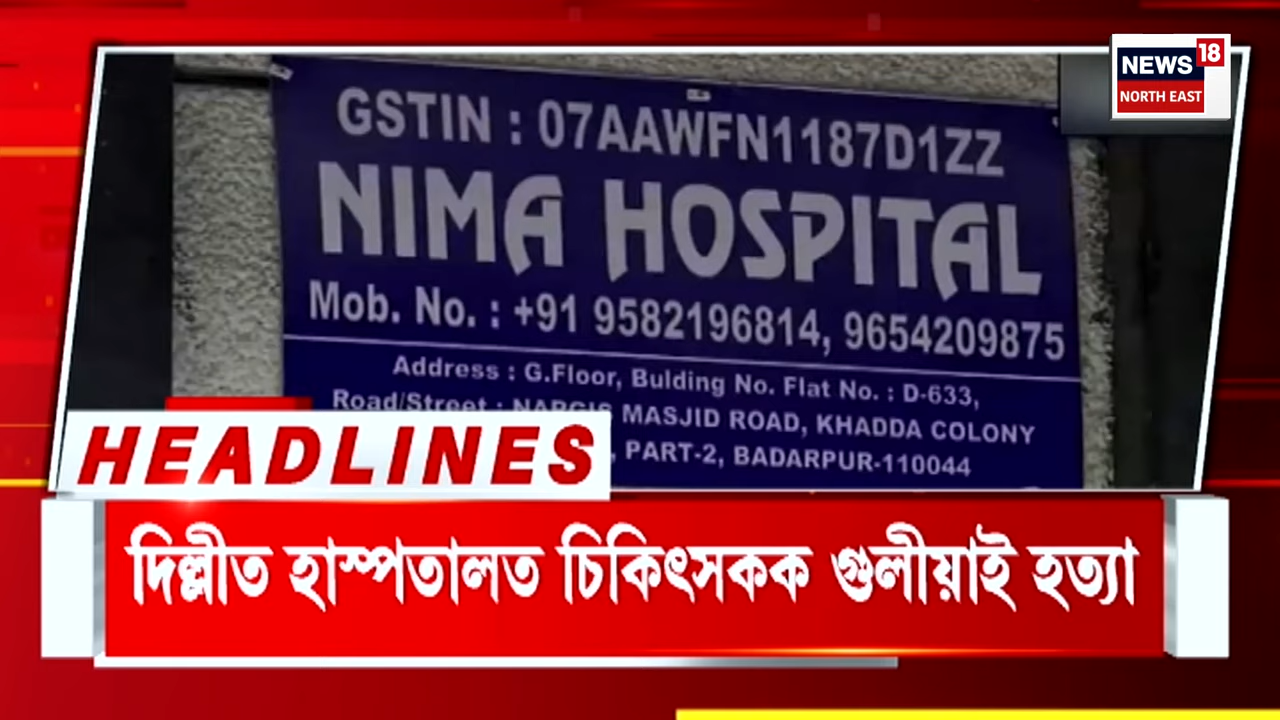 NEWS 18
NORTH EAST
GSTIN : 07AAWFN1187D1ZZ
NIMA HOSPITAL
Mob. No. : +91 9582196814, 9654209875
Address : G.Floor, Bulding No. Flat No. : D-633,
Road/Street : NARGIS MASJID ROAD, KHADDA COLONY
, PART-2, BADARPUR-110044
HEADLINES
দিল্লীত হাস্পতালত চিকিৎসকক গুলীয়াই হত্যা